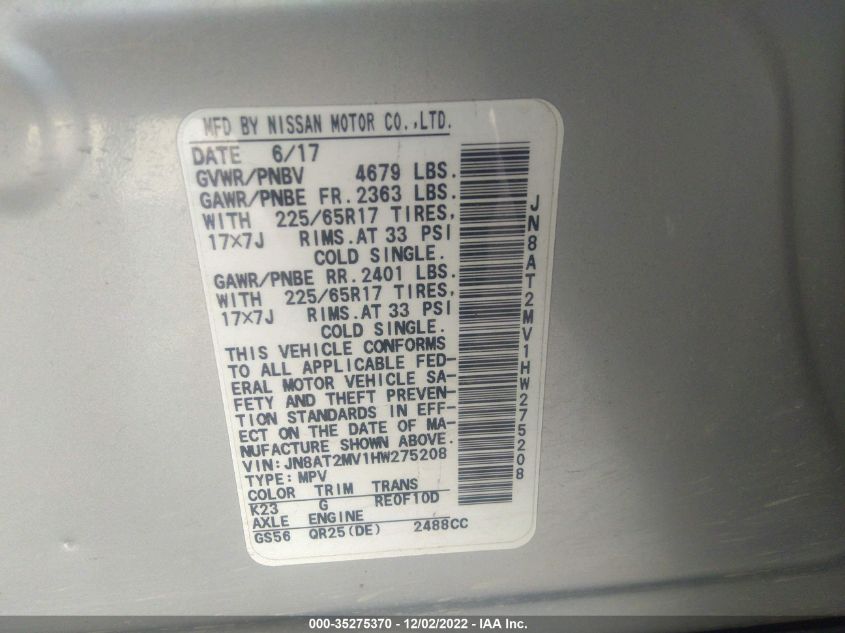 MFD BY NISSAN MOTOR CO.,LTD.
DATE 6/17
GVWR/PNBV 4679 LBS.
GAWR/PNBE FR. 2363 LBS.
WITH 225/65R17 TIRES,
17×7J RIMS.AT 33 PSI
COLD SINGLE.
GAWR/PNBE RR. 2401 LBS.
WITH 225/65R17 TIRES,
17×7J RIMS.AT 33 PSI
COLD SINGLE.
THIS VEHICLE CONFORMS
TO ALL APPLICABLE FED-
ERAL MOTOR VEHICLE SA-
FETY AND THEFT PREVEN-
TION STANDARDS IN EFF-
ECT ON THE DATE OF MA-
NUFACTURE SHOWN ABOVE.
VIN: JN8AT2MV1HW275208
TYPE: MPV
COLOR TRIM TRANS
K23 G RE0F10D
AXLE ENGINE
GS56 QR25(DE) 2488CC
JN8AT2MV1HW275208
000-35275370 - 12/02/2022 - IAA Inc.